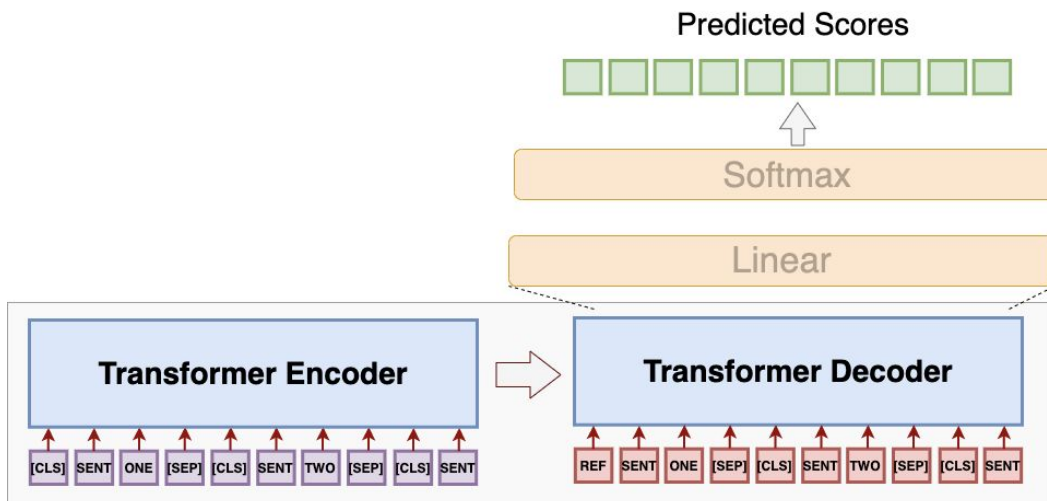 Predicted Scores
Softmax
Linear
Transformer Encoder
Transformer Decoder
[CLS] SENT ONE [SEP] [CLS] SENT TWO [SEP] [CLS] SENT
REF SENT ONE [SEP] [CLS] SENT TWO [SEP] [CLS] SENT